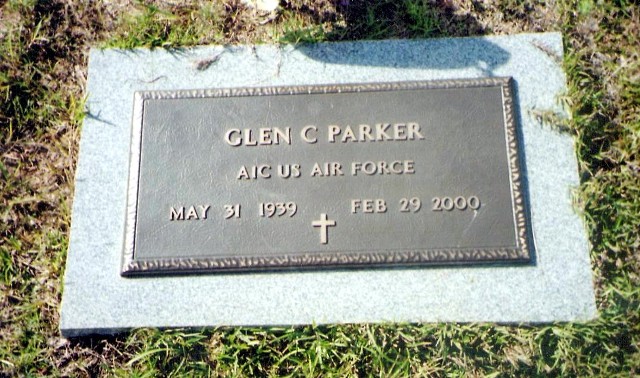 GLEN C PARKER
A1C US AIR FORCE
MAY 31 1939 FEB 29 2000